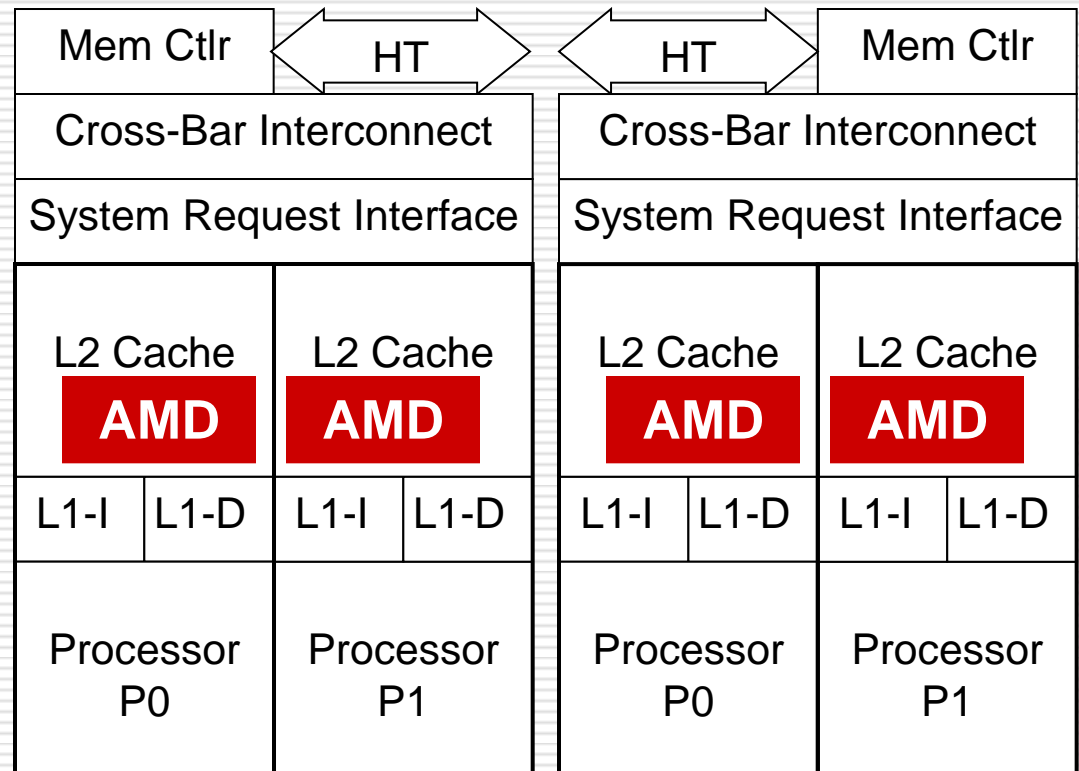 Mem Ctlr HT HT Mem Ctlr
Cross-Bar Interconnect Cross-Bar Interconnect
System Request Interface System Request Interface
L2 Cache L2 Cache L2 Cache L2 Cache
AMD AMD AMD AMD
L1-I L1-D L1-I L1-D L1-I L1-D L1-I L1-D
Processor Processor Processor Processor
P0 P1 P0 P1